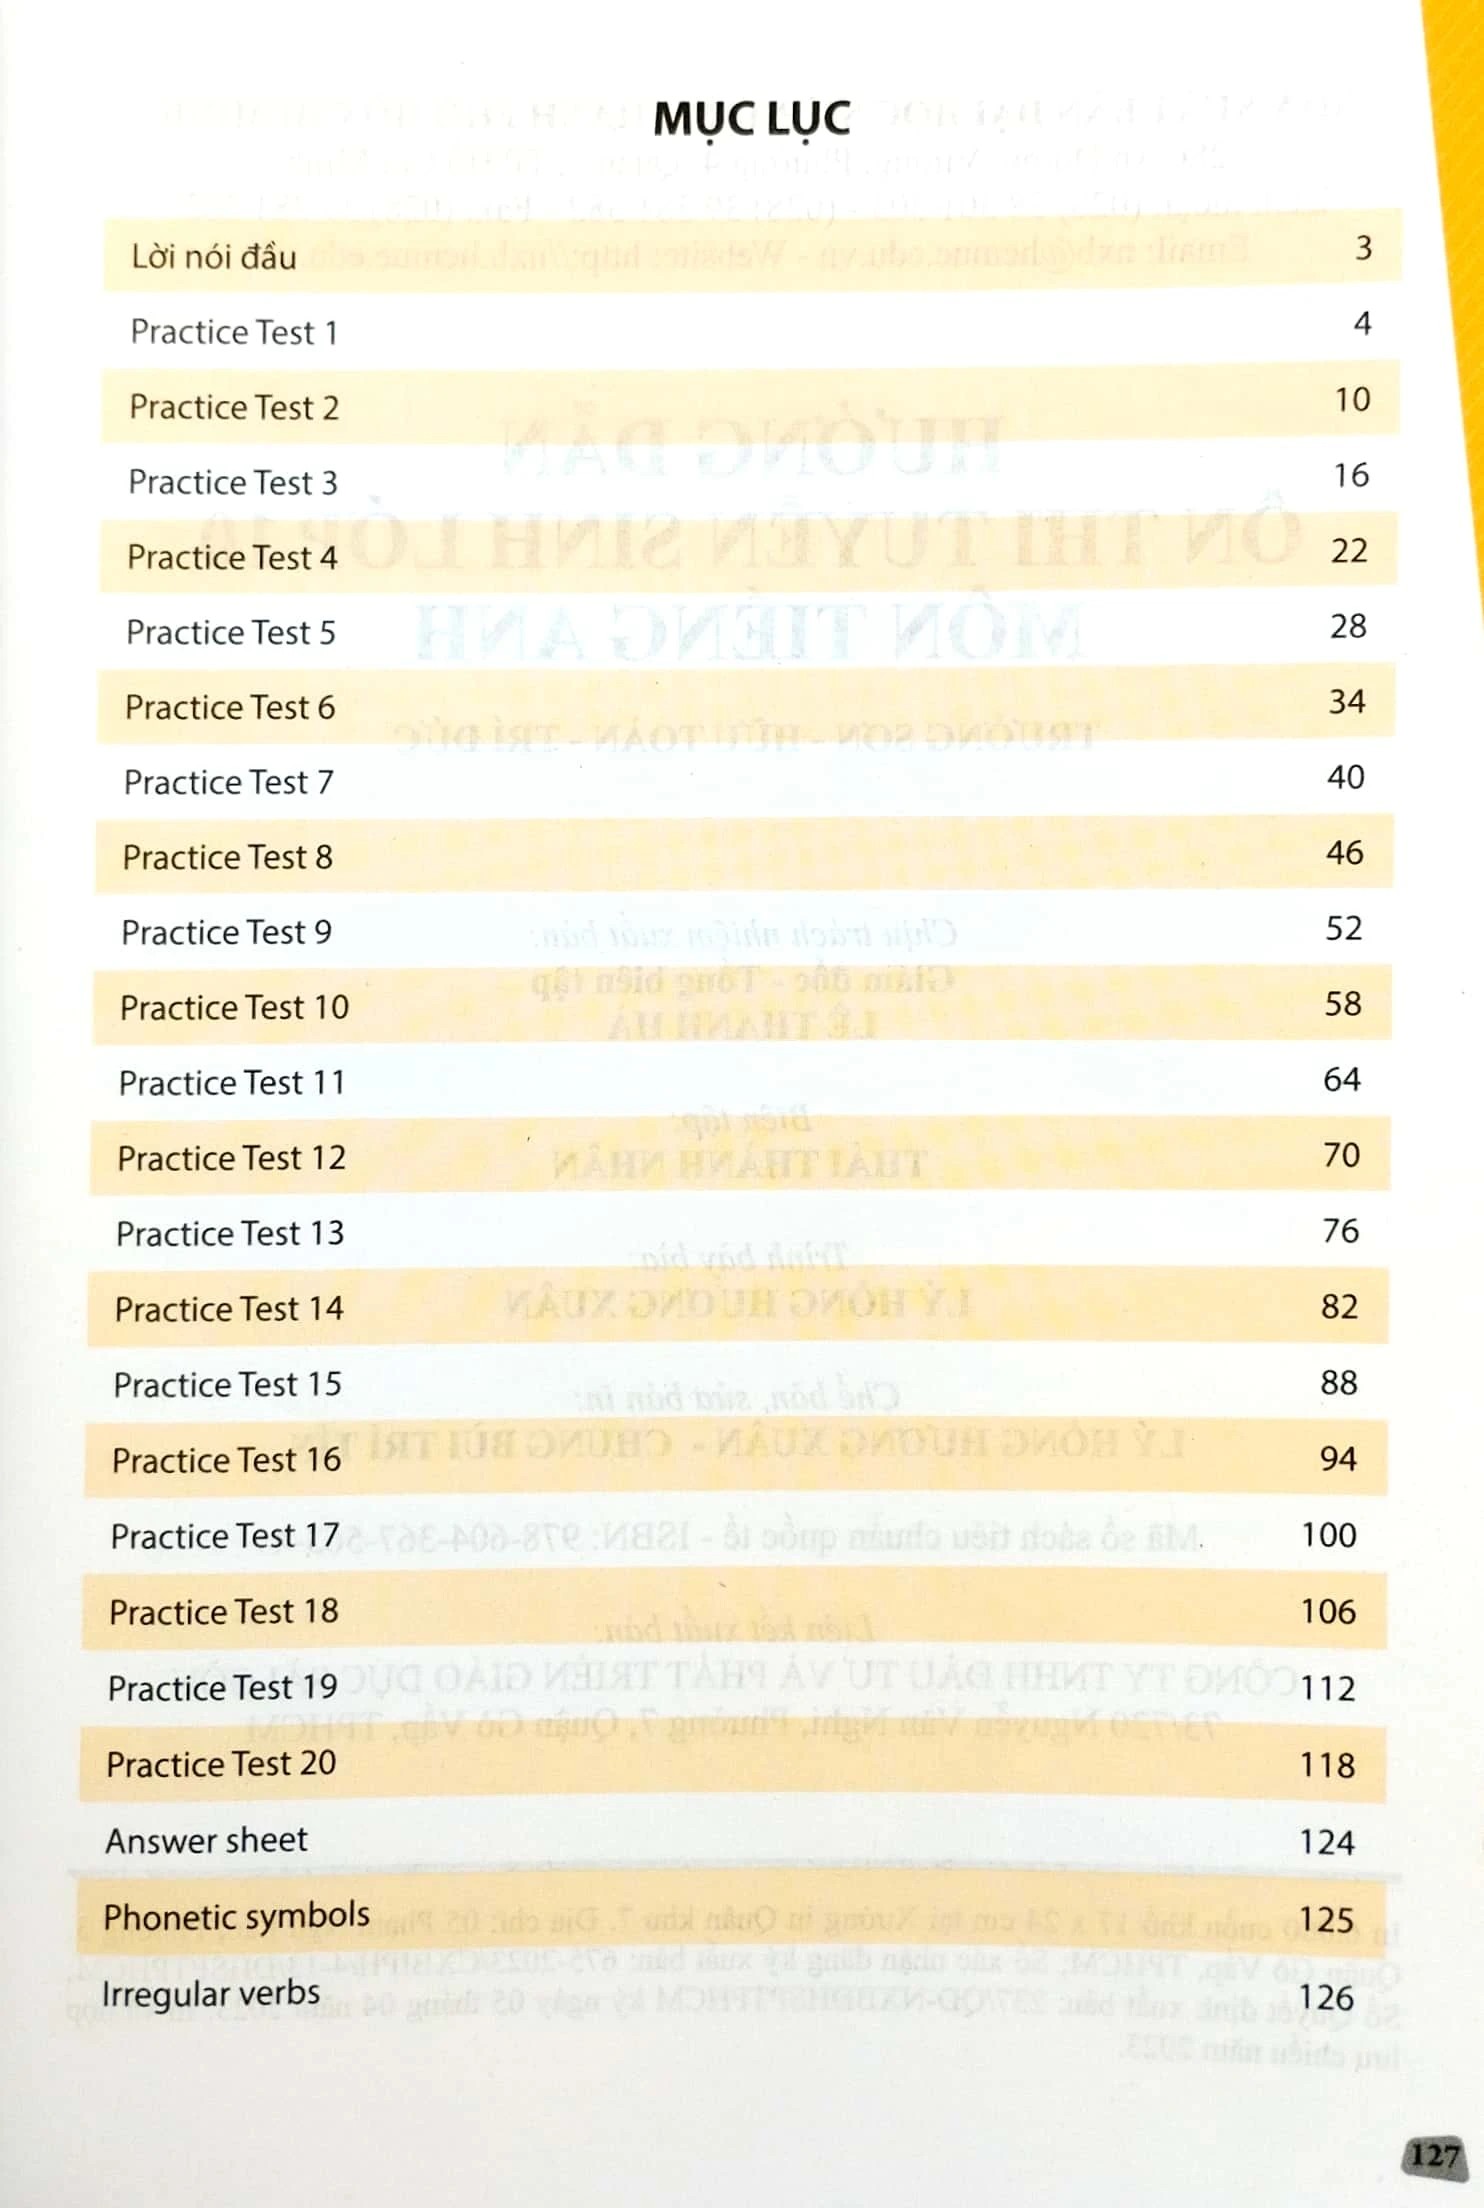 MỤC LỤC
Lời nói đầu 3
Practice Test 1 4
Practice Test 2 10
Practice Test 3 16
Practice Test 4 22
Practice Test 5 28
Practice Test 6 34
Practice Test 7 40
Practice Test 8 46
Practice Test 9 52
Practice Test 10 58
Practice Test 11 64
Practice Test 12 70
Practice Test 13 76
Practice Test 14 82
Practice Test 15 88
Practice Test 16 94
Practice Test 17 100
Practice Test 18 106
Practice Test 19 112
Practice Test 20 118
Answer sheet 124
Phonetic symbols 125
Irregular verbs 126
127